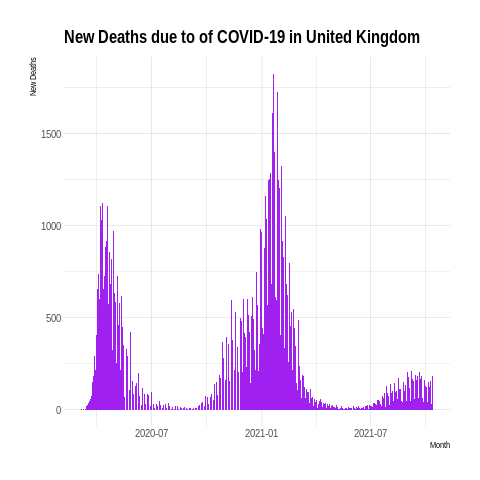 New Deaths due to of COVID-19 in United Kingdom
New Deaths
1500
1000
500
0
2020-07
2021-01
2021-07
Month